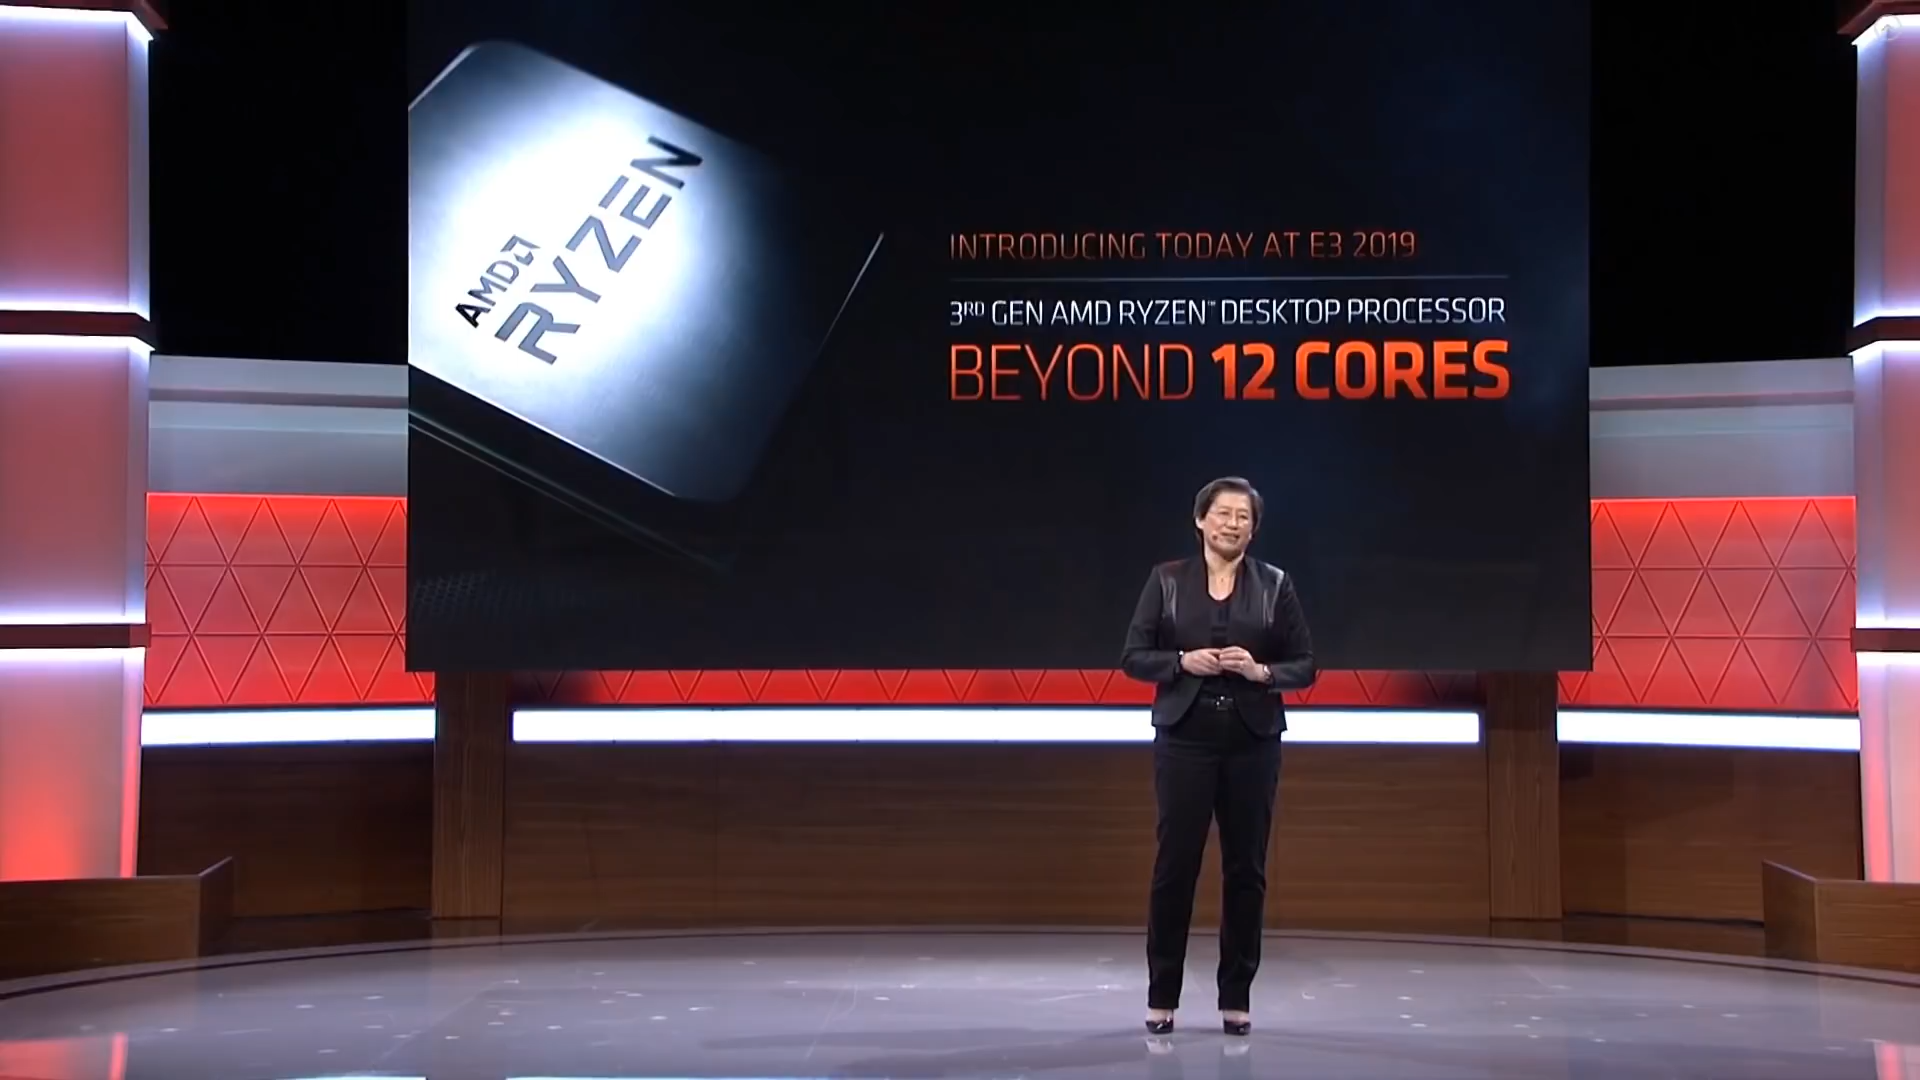 AMD
RYZEN
INTRODUCING TODAY AT E3 2019
3RD GEN AMD RYZEN™ DESKTOP PROCESSOR
BEYOND 12 CORES